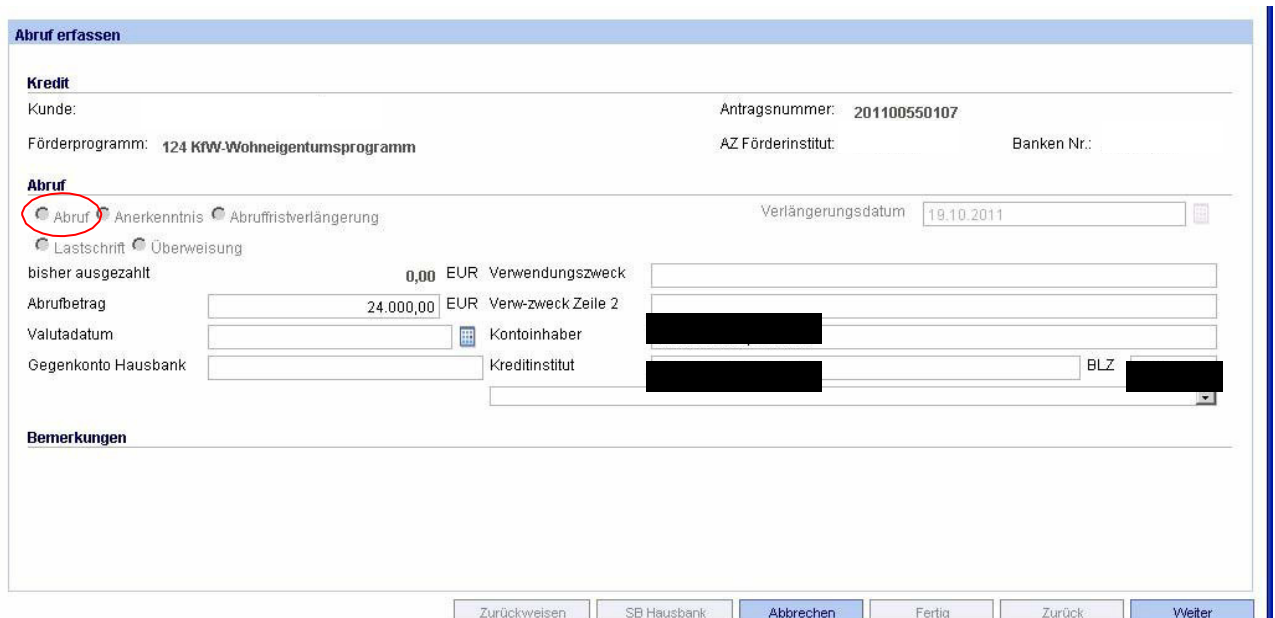 Abruf erfassen
Kredit
Kunde: Antragsnummer: 201100550107
Förderprogramm: 124 KfW-Wohneigentumsprogramm AZ Förderinstitut: Banken Nr.:
Abruf
Abruf Anerkenntnis Abruffristverlängerung Verlängerungsdatum 19.10.2011
Lastschrift Überweisung
bisher ausgezahlt 0,00 EUR Verwendungszweck
Abrufbetrag 24.000,00 EUR Verw-zweck Zeile 2
Valutadatum Kontoinhaber
Gegenkonto Hausbank Kreditinstitut BLZ
Bemerkungen
Zurückweisen SB Hausbank Abbrechen Fertig Zurück Weiter